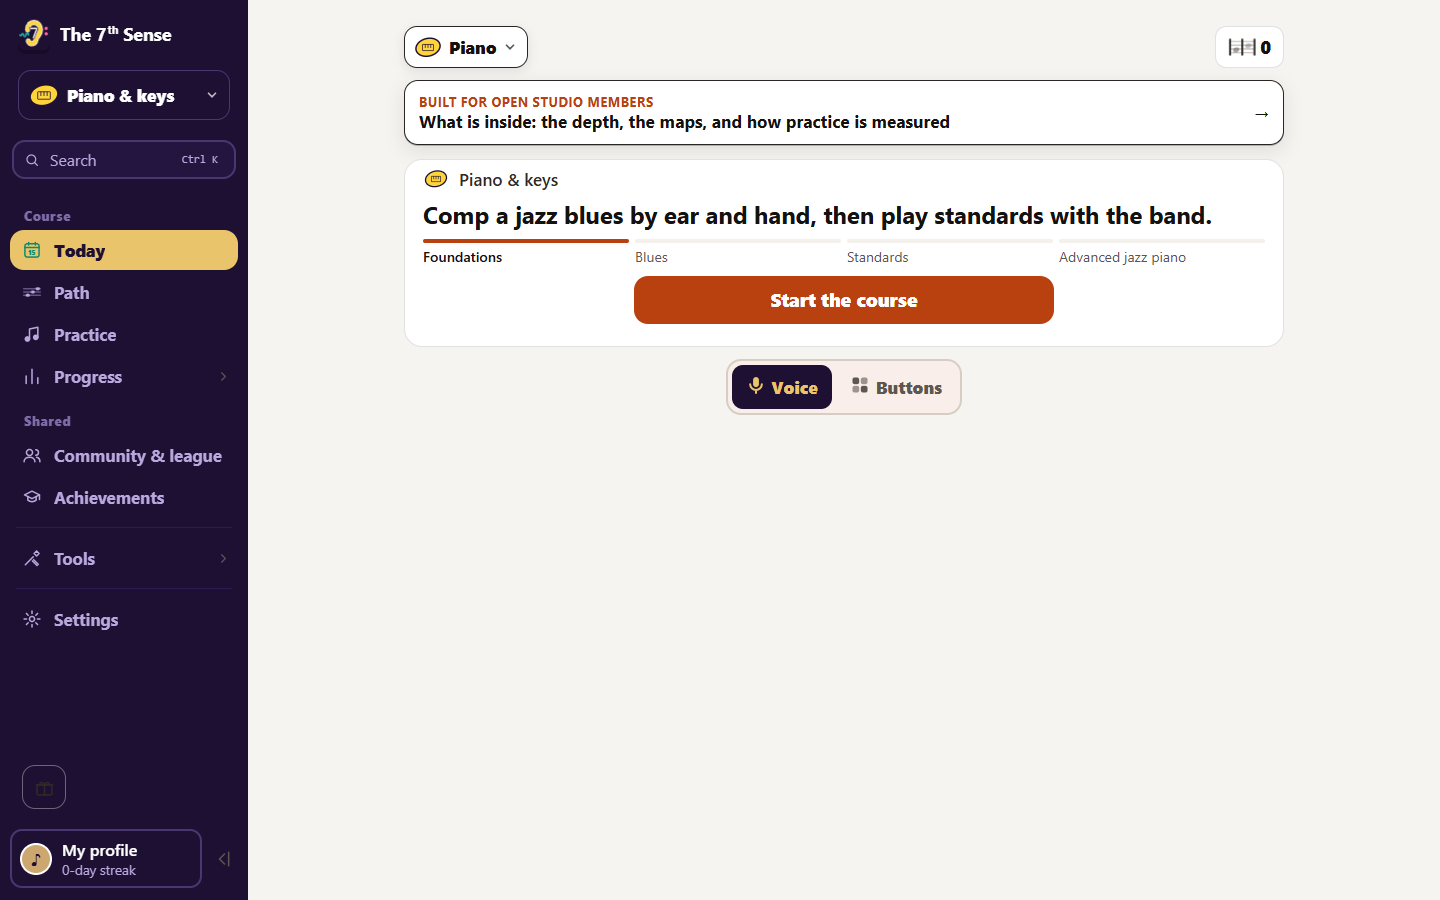 The 7th Sense
Piano & keys
Search
Ctrl K
Course
Today
Path
Practice
Progress
Shared
Community & league
Achievements
Tools
Settings
My profile
0-day streak
Piano
0
BUILT FOR OPEN STUDIO MEMBERS
What is inside: the depth, the maps, and how practice is measured
→
Piano & keys
Comp a jazz blues by ear and hand, then play standards with the band.
Foundations
Blues
Standards
Advanced jazz piano
Start the course
Voice
Buttons